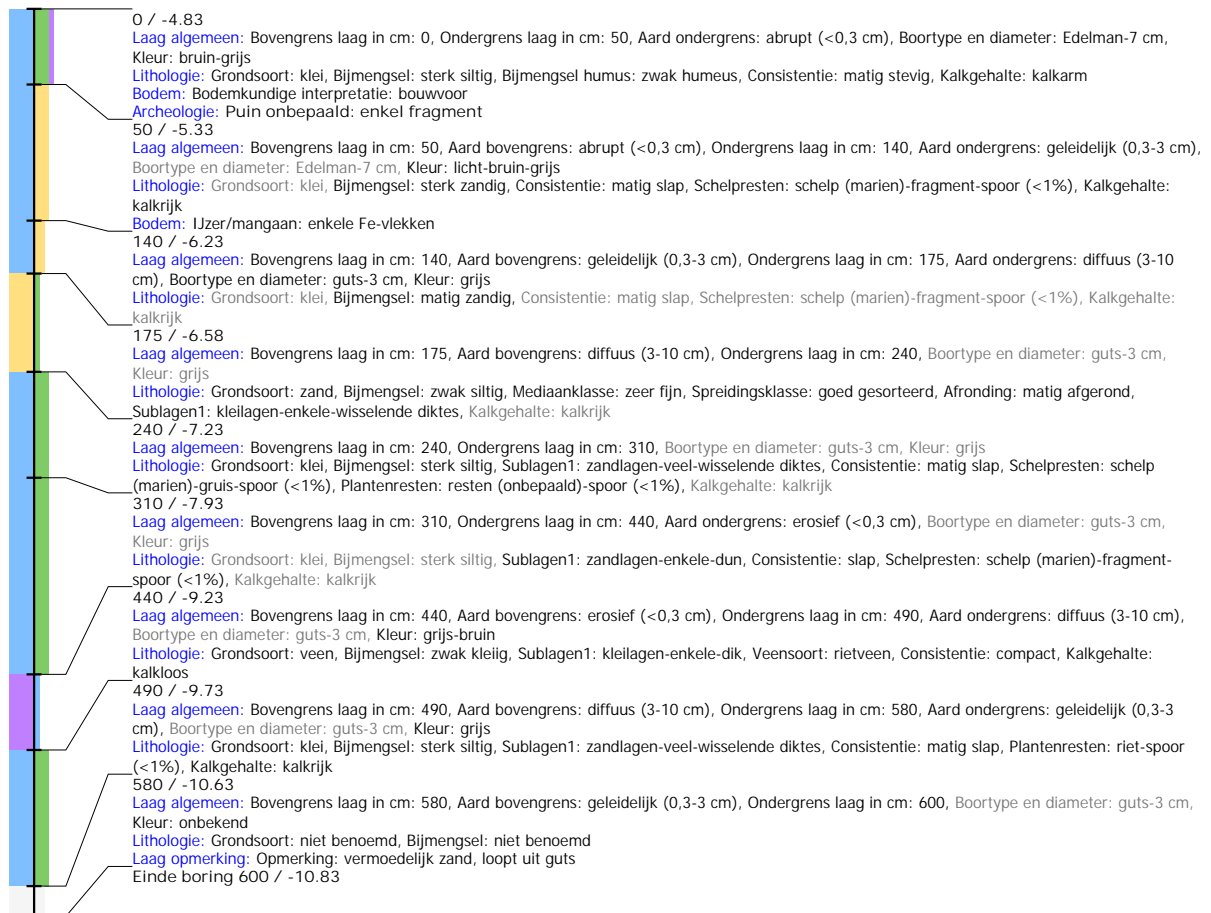 0 / -4.83
Laag algemeen: Bovengrens laag in cm: 0, Ondergrens laag in cm: 50, Aard ondergrens: abrupt (<0,3 cm), Boortype en diameter: Edelman-7 cm,
Kleur: bruin-grijs
Lithologie: Grondsoort: klei, Bijmengsel: sterk siltig, Bijmengsel humus: zwak humeus, Consistentie: matig stevig, Kalkgehalte: kalkarm
Bodem: Bodemkundige interpretatie: bouwvoor
Archeologie: Puin onbepaald: enkel fragment
50 / -5.33
Laag algemeen: Bovengrens laag in cm: 50, Aard bovengrens: abrupt (<0,3 cm), Ondergrens laag in cm: 140, Aard ondergrens: geleidelijk (0,3-3 cm),
Boortype en diameter: Edelman-7 cm, Kleur: licht-bruin-grijs
Lithologie: Grondsoort: klei, Bijmengsel: sterk zandig, Consistentie: matig slap, Schelpresten: schelp (marien)-fragment-spoor (<1%), Kalkgehalte:
kalkrijk
Bodem: IJzer/mangaan: enkele Fe-vlekken
140 / -6.23
Laag algemeen: Bovengrens laag in cm: 140, Aard bovengrens: geleidelijk (0,3-3 cm), Ondergrens laag in cm: 175, Aard ondergrens: diffuus (3-10
cm), Boortype en diameter: guts-3 cm, Kleur: grijs
Lithologie: Grondsoort: klei, Bijmengsel: matig zandig, Consistentie: matig slap, Schelpresten: schelp (marien)-fragment-spoor (<1%), Kalkgehalte:
kalkrijk
175 / -6.58
Laag algemeen: Bovengrens laag in cm: 175, Aard bovengrens: diffuus (3-10 cm), Ondergrens laag in cm: 240, Boortype en diameter: guts-3 cm,
Kleur: grijs
Lithologie: Grondsoort: zand, Bijmengsel: zwak siltig, Mediaanklasse: zeer fijn, Spreidingsklasse: goed gesorteerd, Afronding: matig afgerond,
Sublagen1: kleilagen-enkele-wisselende diktes, Kalkgehalte: kalkrijk
240 / -7.23
Laag algemeen: Bovengrens laag in cm: 240, Ondergrens laag in cm: 310, Boortype en diameter: guts-3 cm, Kleur: grijs
Lithologie: Grondsoort: klei, Bijmengsel: sterk siltig, Sublagen1: zandlagen-veel-wisselende diktes, Consistentie: matig slap, Schelpresten: schelp
(marien)-gruis-spoor (<1%), Plantenresten: resten (onbepaald)-spoor (<1%), Kalkgehalte: kalkrijk
310 / -7.93
Laag algemeen: Bovengrens laag in cm: 310, Ondergrens laag in cm: 440, Aard ondergrens: erosief (<0,3 cm), Boortype en diameter: guts-3 cm,
Kleur: grijs
Lithologie: Grondsoort: klei, Bijmengsel: sterk siltig, Sublagen1: zandlagen-enkele-dun, Consistentie: slap, Schelpresten: schelp (marien)-fragment-
spoor (<1%), Kalkgehalte: kalkrijk
440 / -9.23
Laag algemeen: Bovengrens laag in cm: 440, Aard bovengrens: erosief (<0,3 cm), Ondergrens laag in cm: 490, Aard ondergrens: diffuus (3-10 cm),
Boortype en diameter: guts-3 cm, Kleur: grijs-bruin
Lithologie: Grondsoort: veen, Bijmengsel: zwak kleiig, Sublagen1: kleilagen-enkele-dik, Veensoort: rietveen, Consistentie: compact, Kalkgehalte:
kalkloos
490 / -9.73
Laag algemeen: Bovengrens laag in cm: 490, Aard bovengrens: diffuus (3-10 cm), Ondergrens laag in cm: 580, Aard ondergrens: geleidelijk (0,3-3
cm), Boortype en diameter: guts-3 cm, Kleur: grijs
Lithologie: Grondsoort: klei, Bijmengsel: sterk siltig, Sublagen1: zandlagen-veel-wisselende diktes, Consistentie: matig slap, Plantenresten: riet-spoor
(<1%), Kalkgehalte: kalkrijk
580 / -10.63
Laag algemeen: Bovengrens laag in cm: 580, Aard bovengrens: geleidelijk (0,3-3 cm), Ondergrens laag in cm: 600, Boortype en diameter: guts-3 cm,
Kleur: onbekend
Lithologie: Grondsoort: niet benoemd, Bijmengsel: niet benoemd
Laag opmerking: Opmerking: vermoedelijk zand, loopt uit guts
Einde boring 600 / -10.83